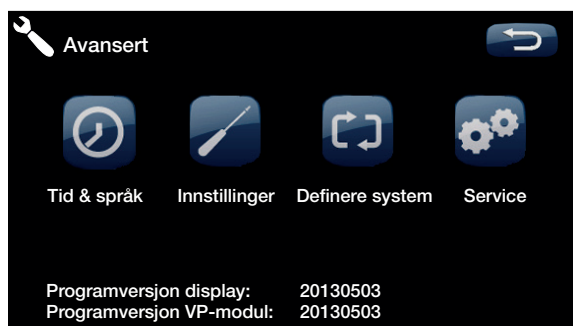 Avansert
Tid & språk Innstillinger Definere system Service
Programversjon display: 20130503
Programversjon VP-modul: 20130503